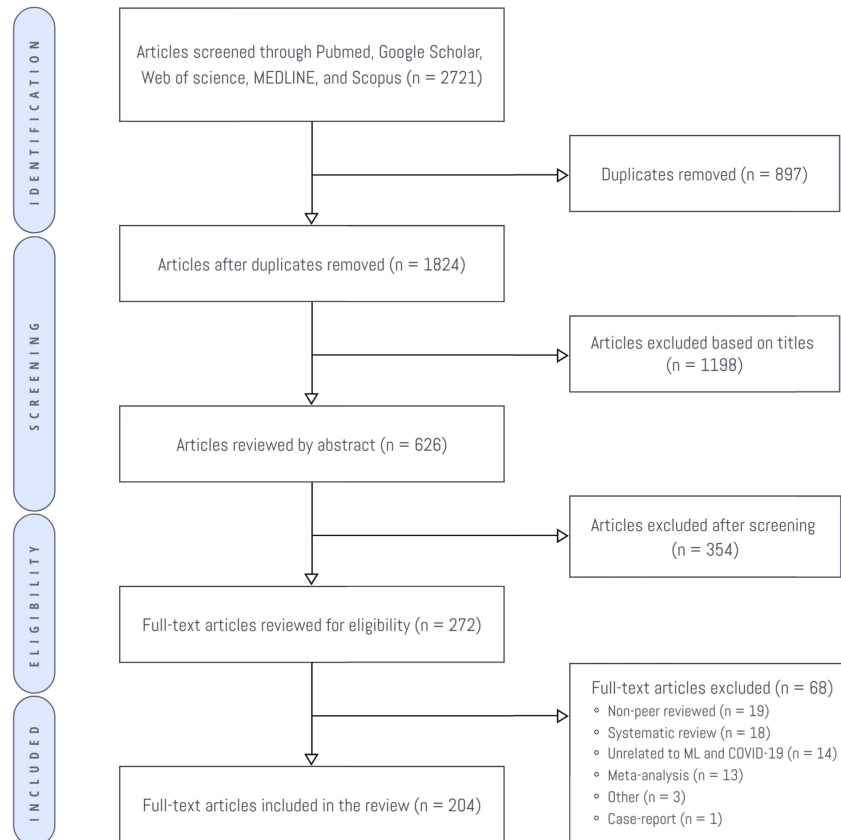 IDENTIFICATION
Articles screened through Pubmed, Google Scholar,
Web of science, MEDLINE, and Scopus (n = 2721)
Duplicates removed (n = 897)
SCREENING
Articles after duplicates removed (n = 1824)
Articles excluded based on titles
(n = 1198)
Articles reviewed by abstract (n = 626)
Articles excluded after screening
(n = 354)
ELIGIBILITY
Full-text articles reviewed for eligibility (n = 272)
Full-text articles excluded (n = 68)
Non-peer reviewed (n = 19)
Systematic review (n = 18)
Unrelated to ML and COVID-19 (n = 14)
Meta-analysis (n = 13)
Other (n = 3)
Case-report (n = 1)
INCLUDED
Full-text articles included in the review (n = 204)